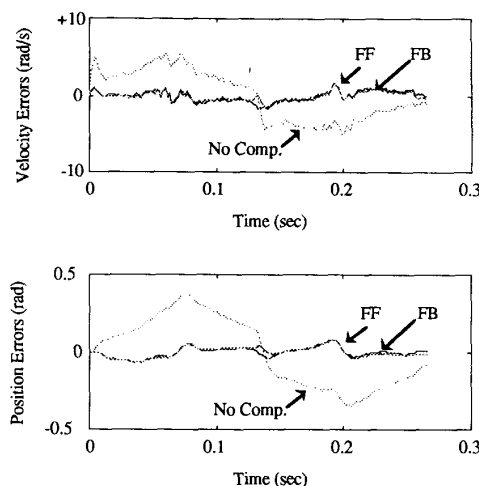 +10
Velocity Errors (rad/s)
FF
FB
0
No Comp.
-10
0
0.1
0.2
0.3
Time (sec)
0.5
Position Errors (rad)
FF
FB
0
No Comp.
-0.5
0
0.1
0.2
0.3
Time (sec)